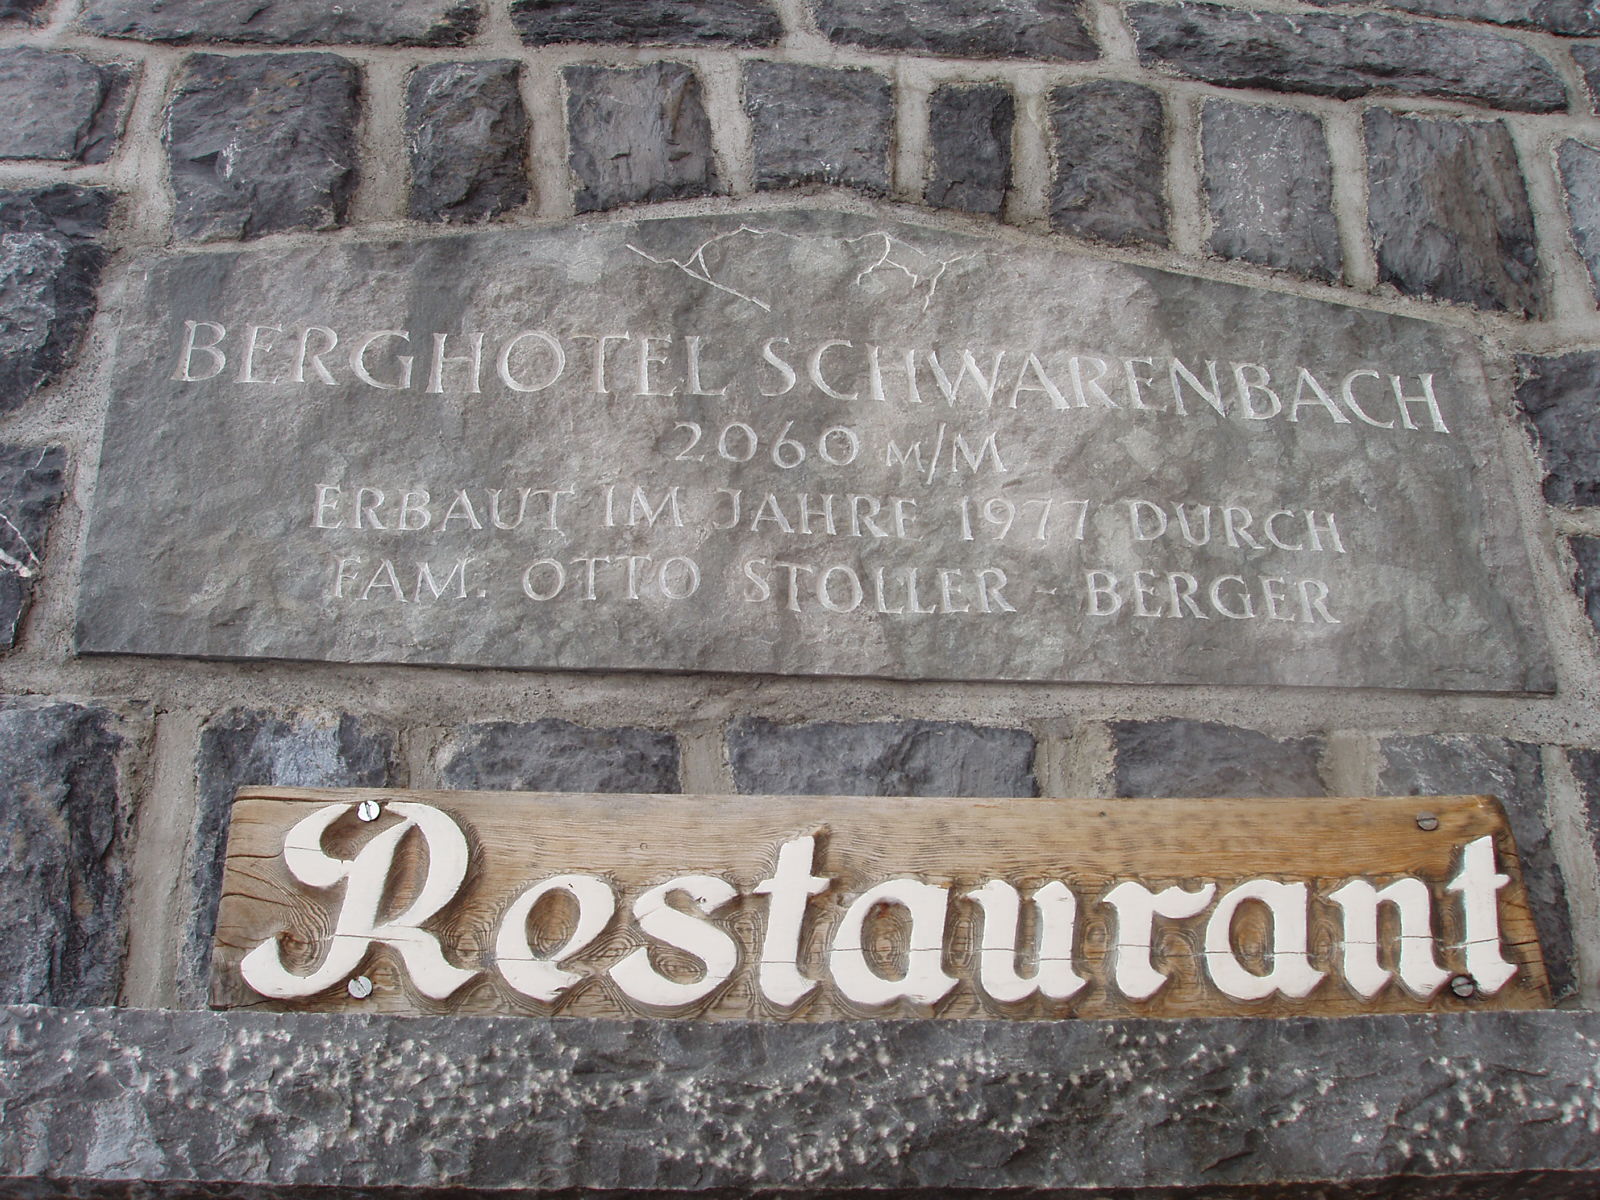 BERGHOTEL SCHWARENBACH
2060 M/M
ERBAUT IM JAHRE 1977 DURCH
FAM. OTTO STOLLER - BERGER
Restaurant